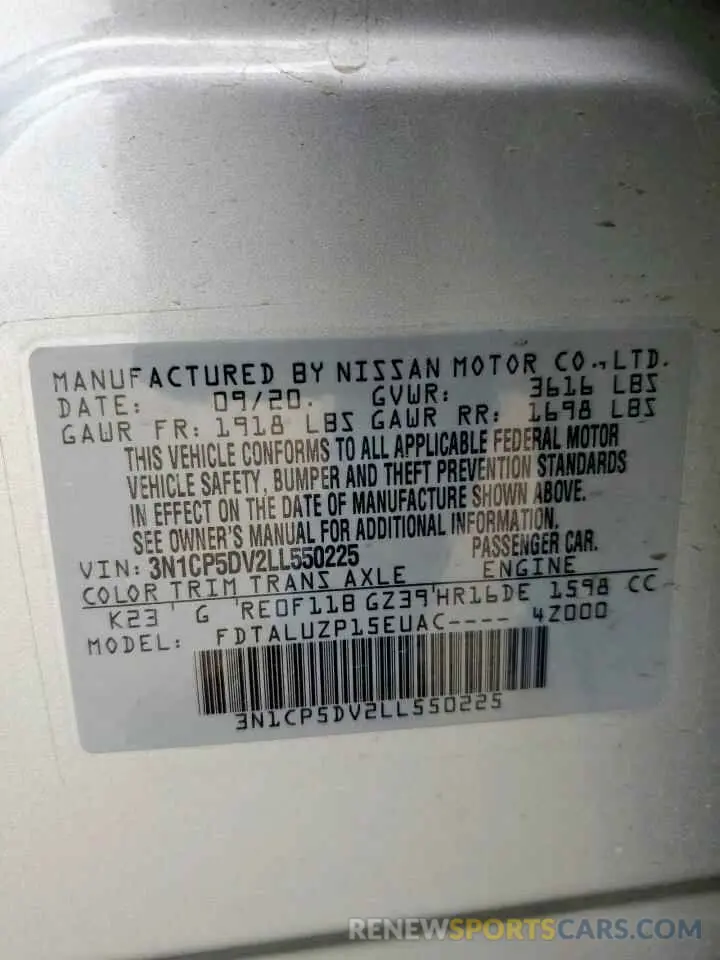 MANUFACTURED BY NISSAN MOTOR CO.,LTD.
DATE: 09/20. GVWR: 3616 LBS
GAWR FR: 1918 LBS GAWR RR: 1698 LBS
THIS VEHICLE CONFORMS TO ALL APPLICABLE FEDERAL MOTOR
VEHICLE SAFETY, BUMPER AND THEFT PREVENTION STANDARDS
IN EFFECT ON THE DATE OF MANUFACTURE SHOWN ABOVE.
SEE OWNER'S MANUAL FOR ADDITIONAL INFORMATION.
VIN: 3N1CP5DV2LL550225 PASSENGER CAR.
COLOR TRIM TRANS AXLE ENGINE
K23 G RE0F11B GZ39 HR16DE 1598 CC
MODEL: FDTALUZP15EUAC---- 4Z000
3N1CP5DV2LL550225
RENEWSPORTSCARS.COM